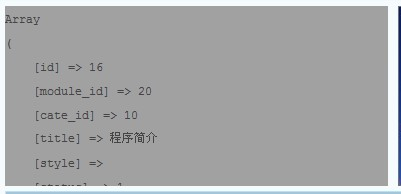 Array
(
[id] => 16
[module_id] => 20
[cate_id] => 10
[title] => 程序简介
[style] =>